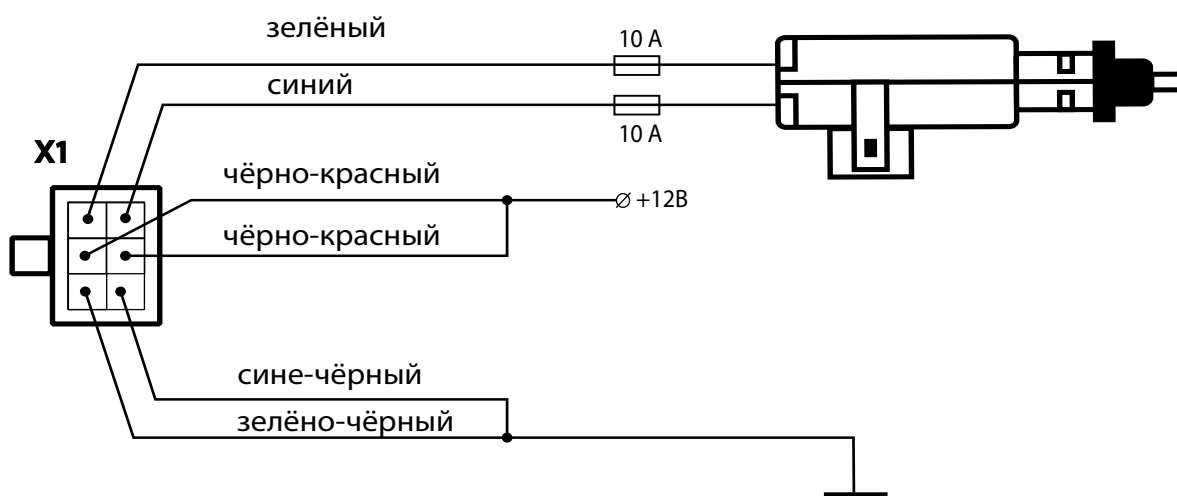 зелёный
10 А
синий
10 А
X1
чёрно-красный
+12В
чёрно-красный
сине-чёрный
зелёно-чёрный